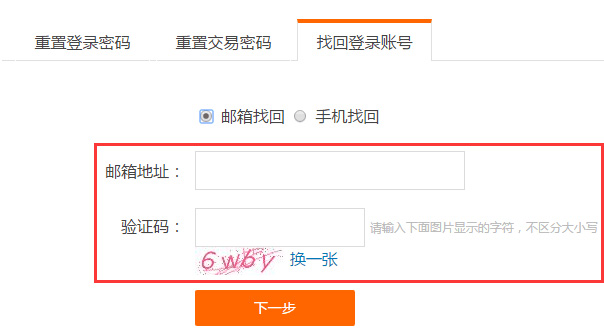 重置登录密码 重置交易密码 找回登录账号
邮箱找回 手机找回
邮箱地址：
验证码： 请输入下面图片显示的字符，不区分大小写
6w6y 换一张
下一步